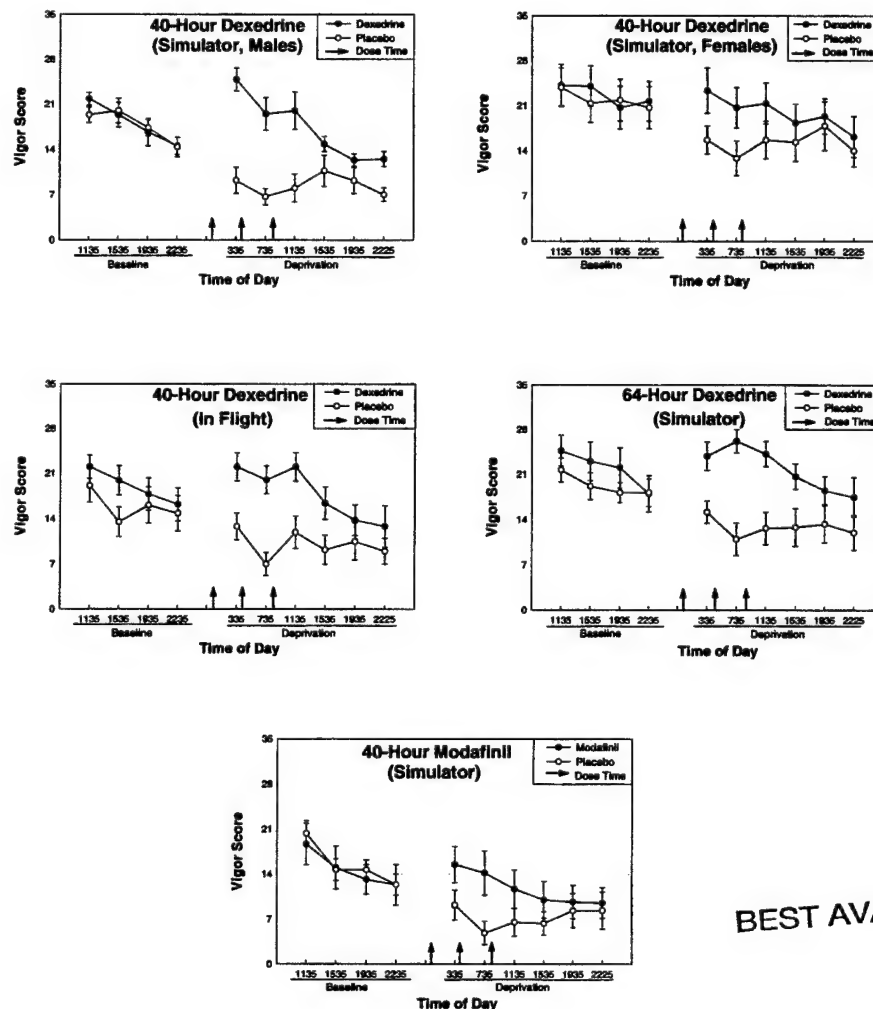 40-Hour Dexedrine
(Simulator, Males)
Dexedrine
Placebo
Dose Time
Vigor Score
35
28
21
14
7
0
1135 1535 1935 2235
335 735 1135 1535 1935 2225
Baseline
Deprivation
Time of Day
40-Hour Dexedrine
(Simulator, Females)
Dexedrine
Placebo
Dose Time
Vigor Score
35
28
21
14
7
0
1135 1535 1935 2235
335 735 1135 1535 1935 2225
Baseline
Deprivation
Time of Day
40-Hour Dexedrine
(In Flight)
Dexedrine
Placebo
Dose Time
Vigor Score
35
28
21
14
7
0
1135 1535 1935 2235
335 735 1135 1535 1935 2225
Baseline
Deprivation
Time of Day
64-Hour Dexedrine
(Simulator)
Dexedrine
Placebo
Dose Time
Vigor Score
35
28
21
14
7
0
1135 1535 1935 2235
335 735 1135 1535 1935 2225
Baseline
Deprivation
Time of Day
40-Hour Modafinil
(Simulator)
Modafinil
Placebo
Dose Time
Vigor Score
35
28
21
14
7
0
1135 1535 1935 2235
335 735 1135 1535 1935 2225
Baseline
Deprivation
Time of Day
BEST AVA